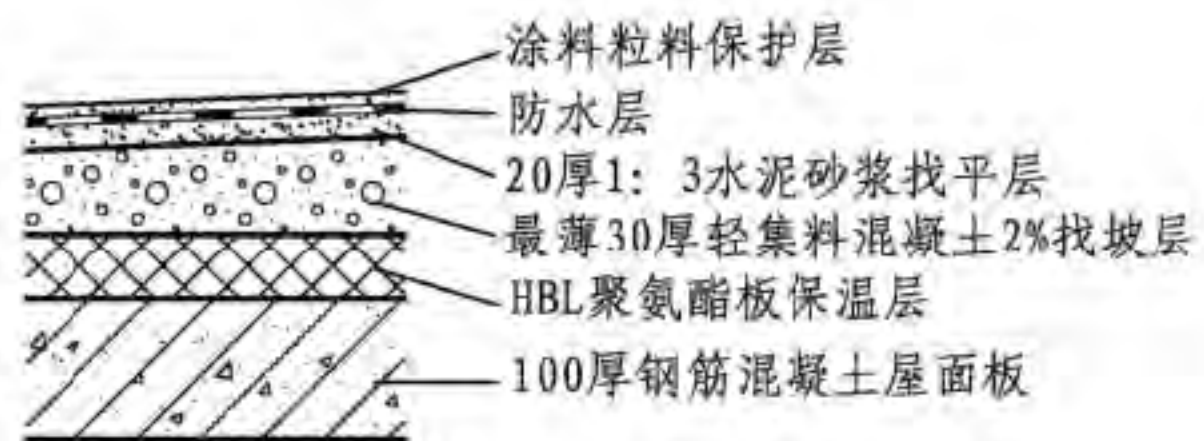 涂料粒料保护层
防水层
20厚1: 3水泥砂浆找平层
最薄30厚轻集料混凝土2%找坡层
HBL聚氨酯板保温层
100厚钢筋混凝土屋面板